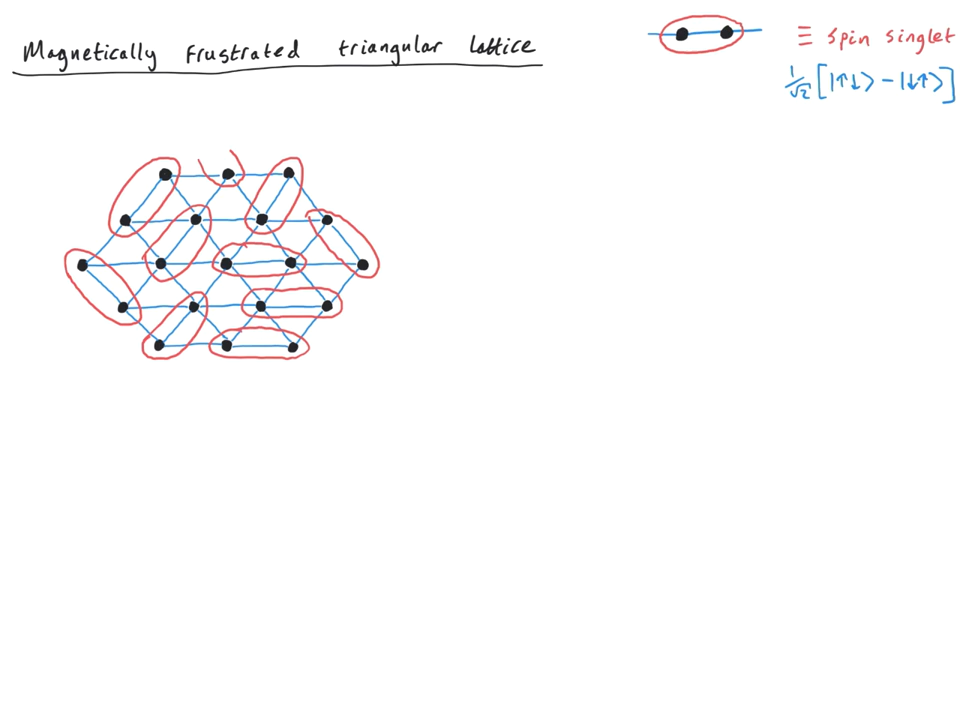 Magnetically frustrated triangular lattice
≡ spin singlet
1/√2 [|↑↓> - |↓↑>]